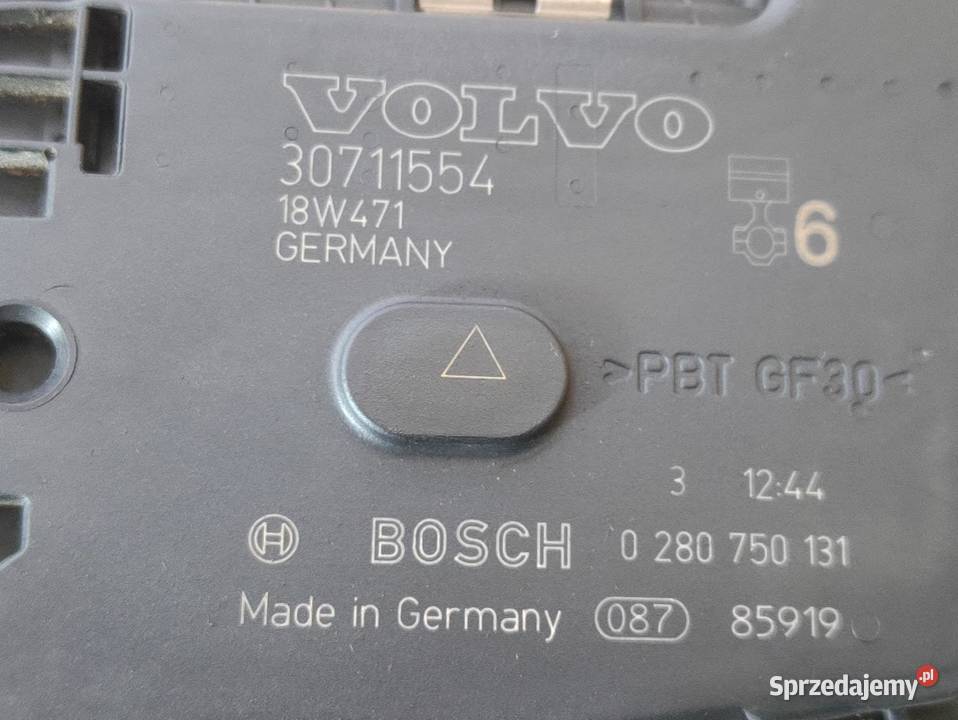 VOLVO
30711554
18W471
GERMANY
6
>PBT GF30<
3 12:44
BOSCH 0 280 750 131
Made in Germany 087 85919
Sprzedajemy.pl